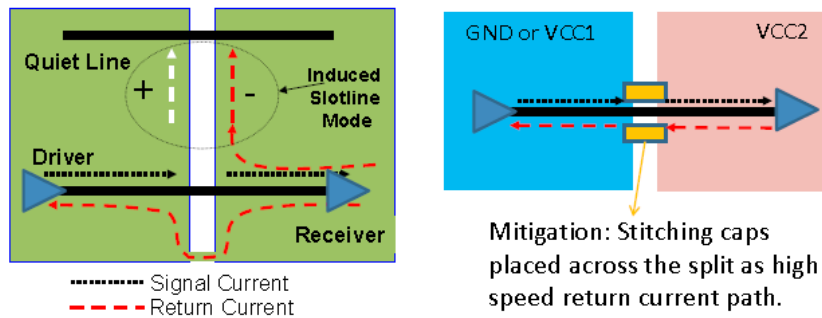 Quiet Line
+
-
Induced
Slotline
Mode
Driver
Receiver
Signal Current
Return Current
GND or VCC1
VCC2
Mitigation: Stitching caps
placed across the split as high
speed return current path.